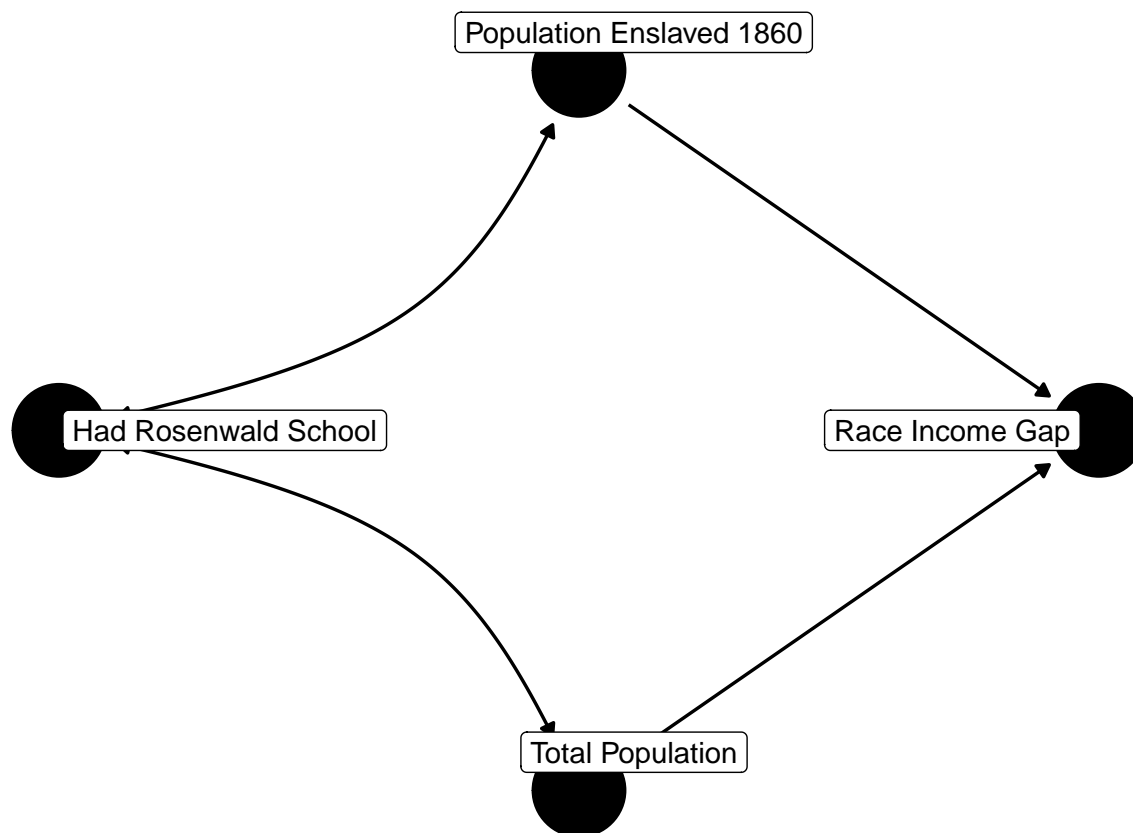 Population Enslaved 1860
Had Rosenwald School
Race Income Gap
Total Population